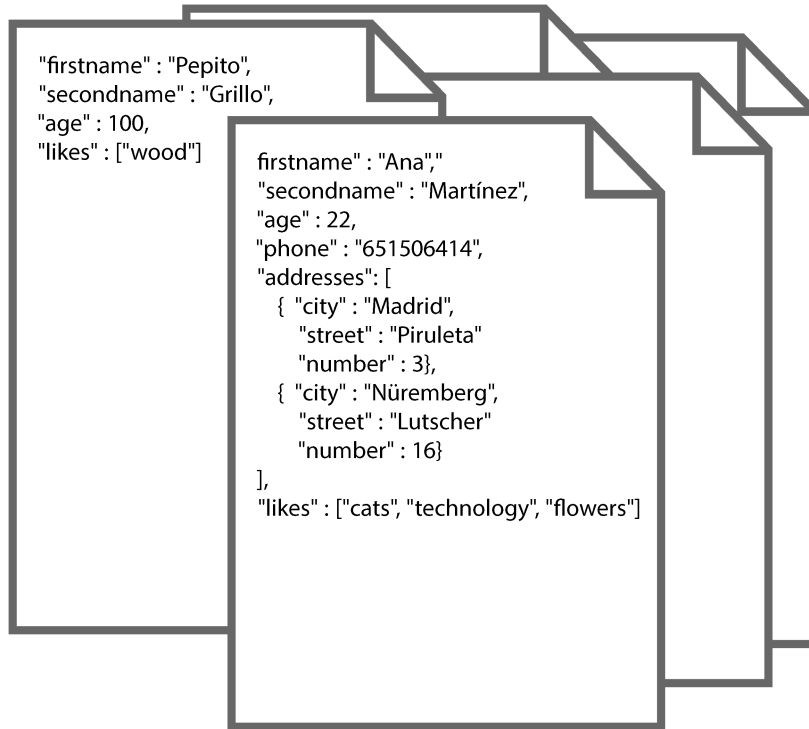 "firstname" : "Pepito",
"secondname" : "Grillo",
"age" : 100,
"likes" : ["wood"]
firstname" : "Ana","
"secondname" : "Martínez",
"age" : 22,
"phone" : "651506414",
"addresses": [
{ "city" : "Madrid",
"street" : "Piruleta"
"number" : 3},
{ "city" : "Nüremberg",
"street" : "Lutscher"
"number" : 16}
],
"likes" : ["cats", "technology", "flowers"]